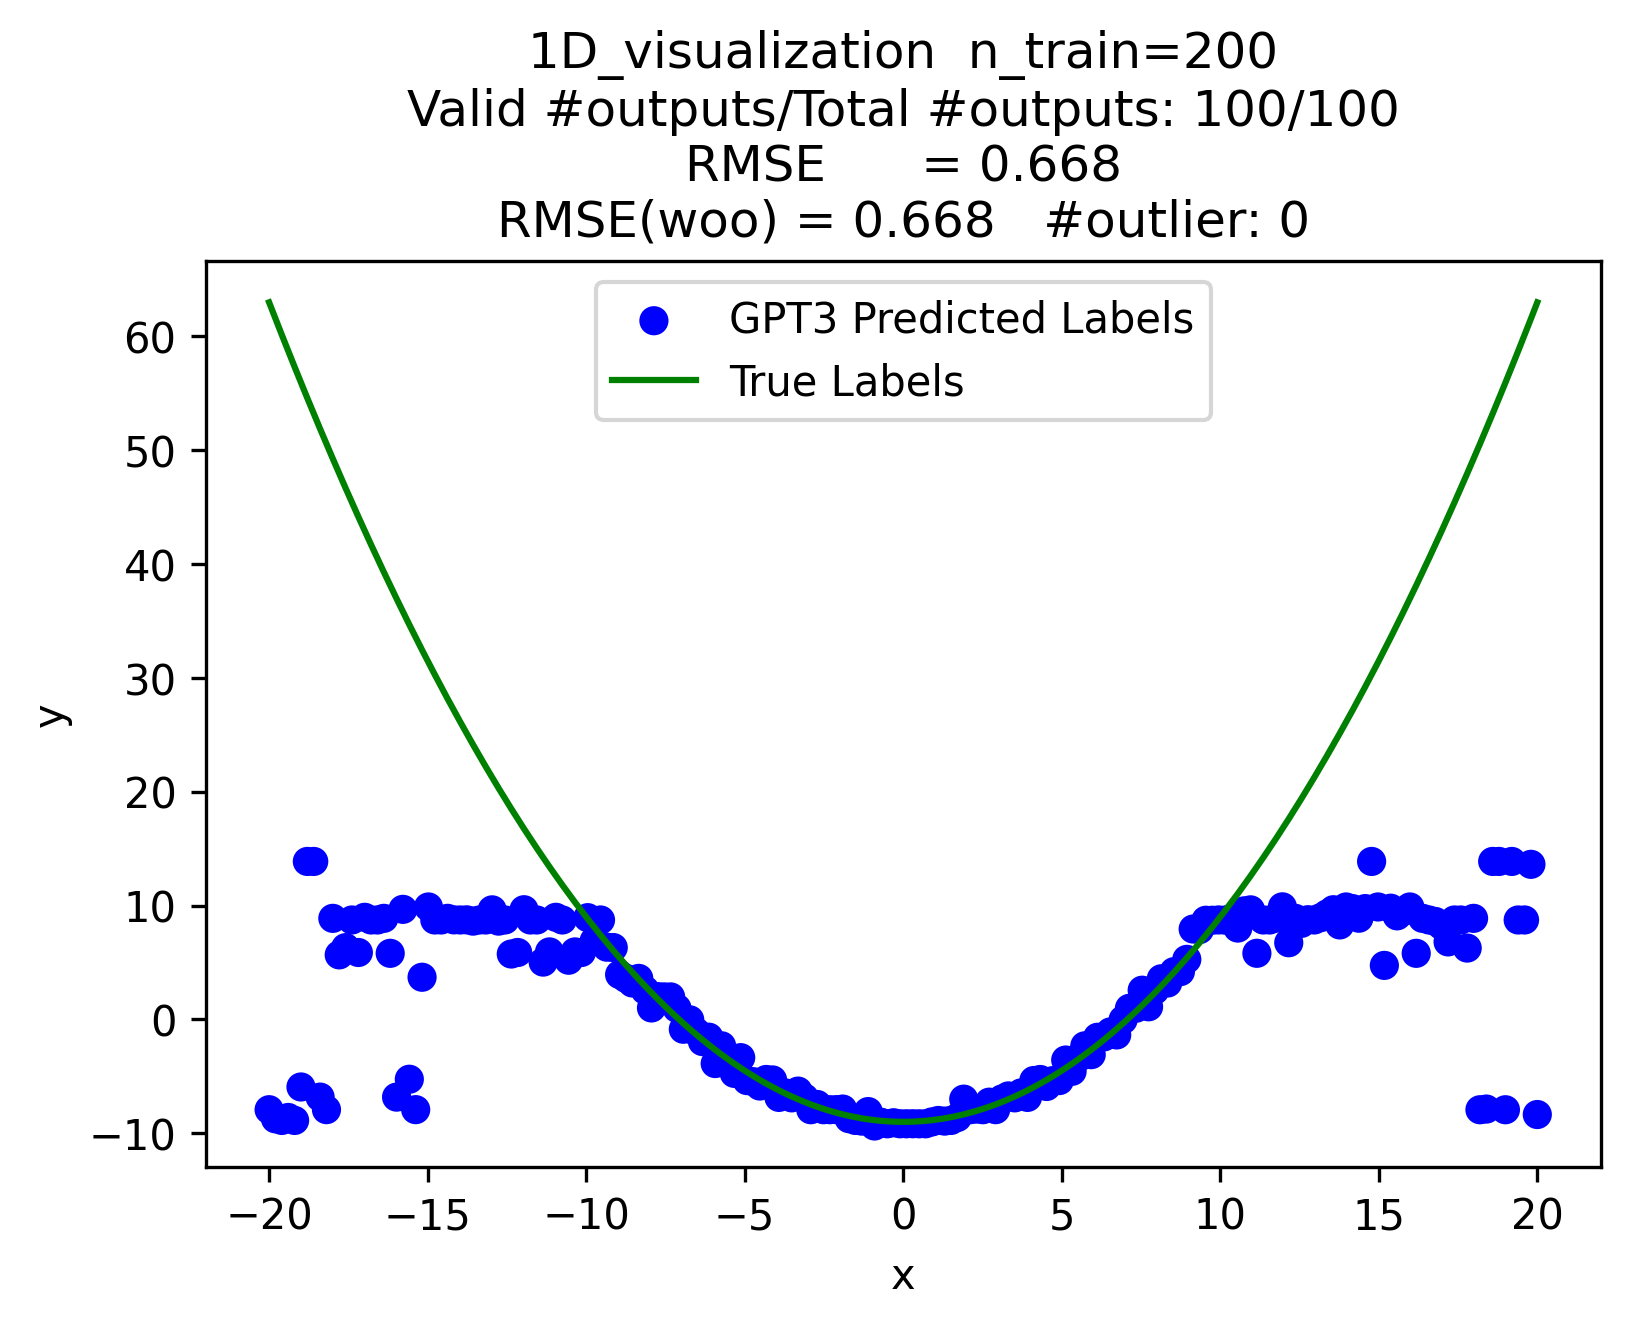 1D_visualization  n_train=200
Valid #outputs/Total #outputs: 100/100
RMSE      = 0.668
RMSE(woo) = 0.668   #outlier: 0
GPT3 Predicted Labels
True Labels
60
50
40
30
20
10
0
−10
y
−20 −15 −10 −5 0 5 10 15 20
x